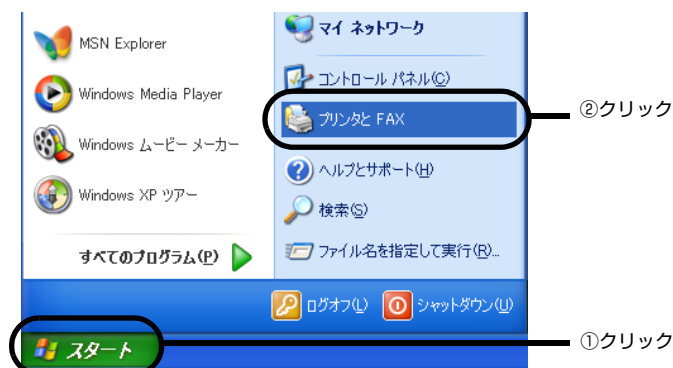 MSN Explorer
Windows Media Player
Windows ムービー メーカー
Windows XP ツアー
すべてのプログラム(P)
マイ ネットワーク
コントロール パネル(C)
プリンタと FAX
②クリック
ヘルプとサポート(H)
検索(S)
ファイル名を指定して実行(R)...
ログオフ(L)
シャットダウン(U)
スタート
①クリック